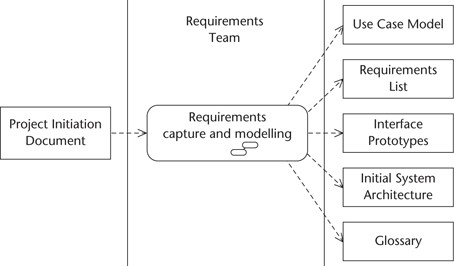 Requirements
Team
Project Initiation
Document
Requirements
capture and modelling
Use Case Model
Requirements
List
Interface
Prototypes
Initial System
Architecture
Glossary